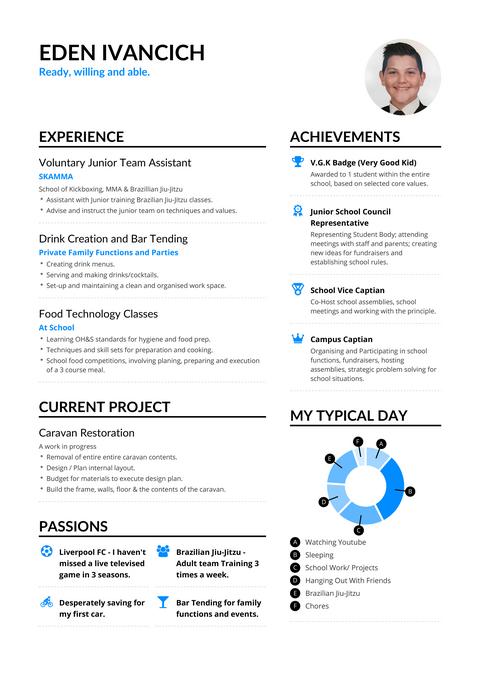 EDEN IVANCICH
Ready, willing and able.
EXPERIENCE
Voluntary Junior Team Assistant
SKAMMA
School of Kickboxing, MMA & Brazillian Jiu-Jitzu
* Assistant with Junior training Brazilian Jiu-Jitzu classes.
* Advise and instruct the junior team on techniques and values.
Drink Creation and Bar Tending
Private Family Functions and Parties
* Creating drink menus.
* Serving and making drinks/cocktails.
* Set-up and maintaining a clean and organised work space.
Food Technology Classes
At School
* Learning OH&S standards for hygiene and food prep.
* Techniques and skill sets for preparation and cooking.
* School food competitions, involving planing, preparing and execution
of a 3 course meal.
CURRENT PROJECT
Caravan Restoration
A work in progress
* Removal of entire entire caravan contents.
* Design / Plan internal layout.
* Budget for materials to execute design plan.
* Build the frame, walls, floor & the contents of the caravan.
PASSIONS
Liverpool FC - I haven't
missed a live televised
game in 3 seasons.
Brazilian Jiu-Jitzu -
Adult team Training 3
times a week.
Desperately saving for
my first car.
Bar Tending for family
functions and events.
ACHIEVEMENTS
V.G.K Badge (Very Good Kid)
Awarded to 1 student within the entire
school, based on selected core values.
Junior School Council
Representative
Representing Student Body; attending
meetings with staff and parents; creating
new ideas for fundraisers and
establishing school rules.
School Vice Captian
Co-Host school assemblies, school
meetings and working with the principle.
Campus Captian
Organising and Participating in school
functions, fundraisers, hosting
assemblies, strategic problem solving for
school situations.
MY TYPICAL DAY
F
A
E
B
D
C
A Watching Youtube
B Sleeping
C School Work/ Projects
D Hanging Out With Friends
E Brazilian Jiu-Jitzu
F Chores